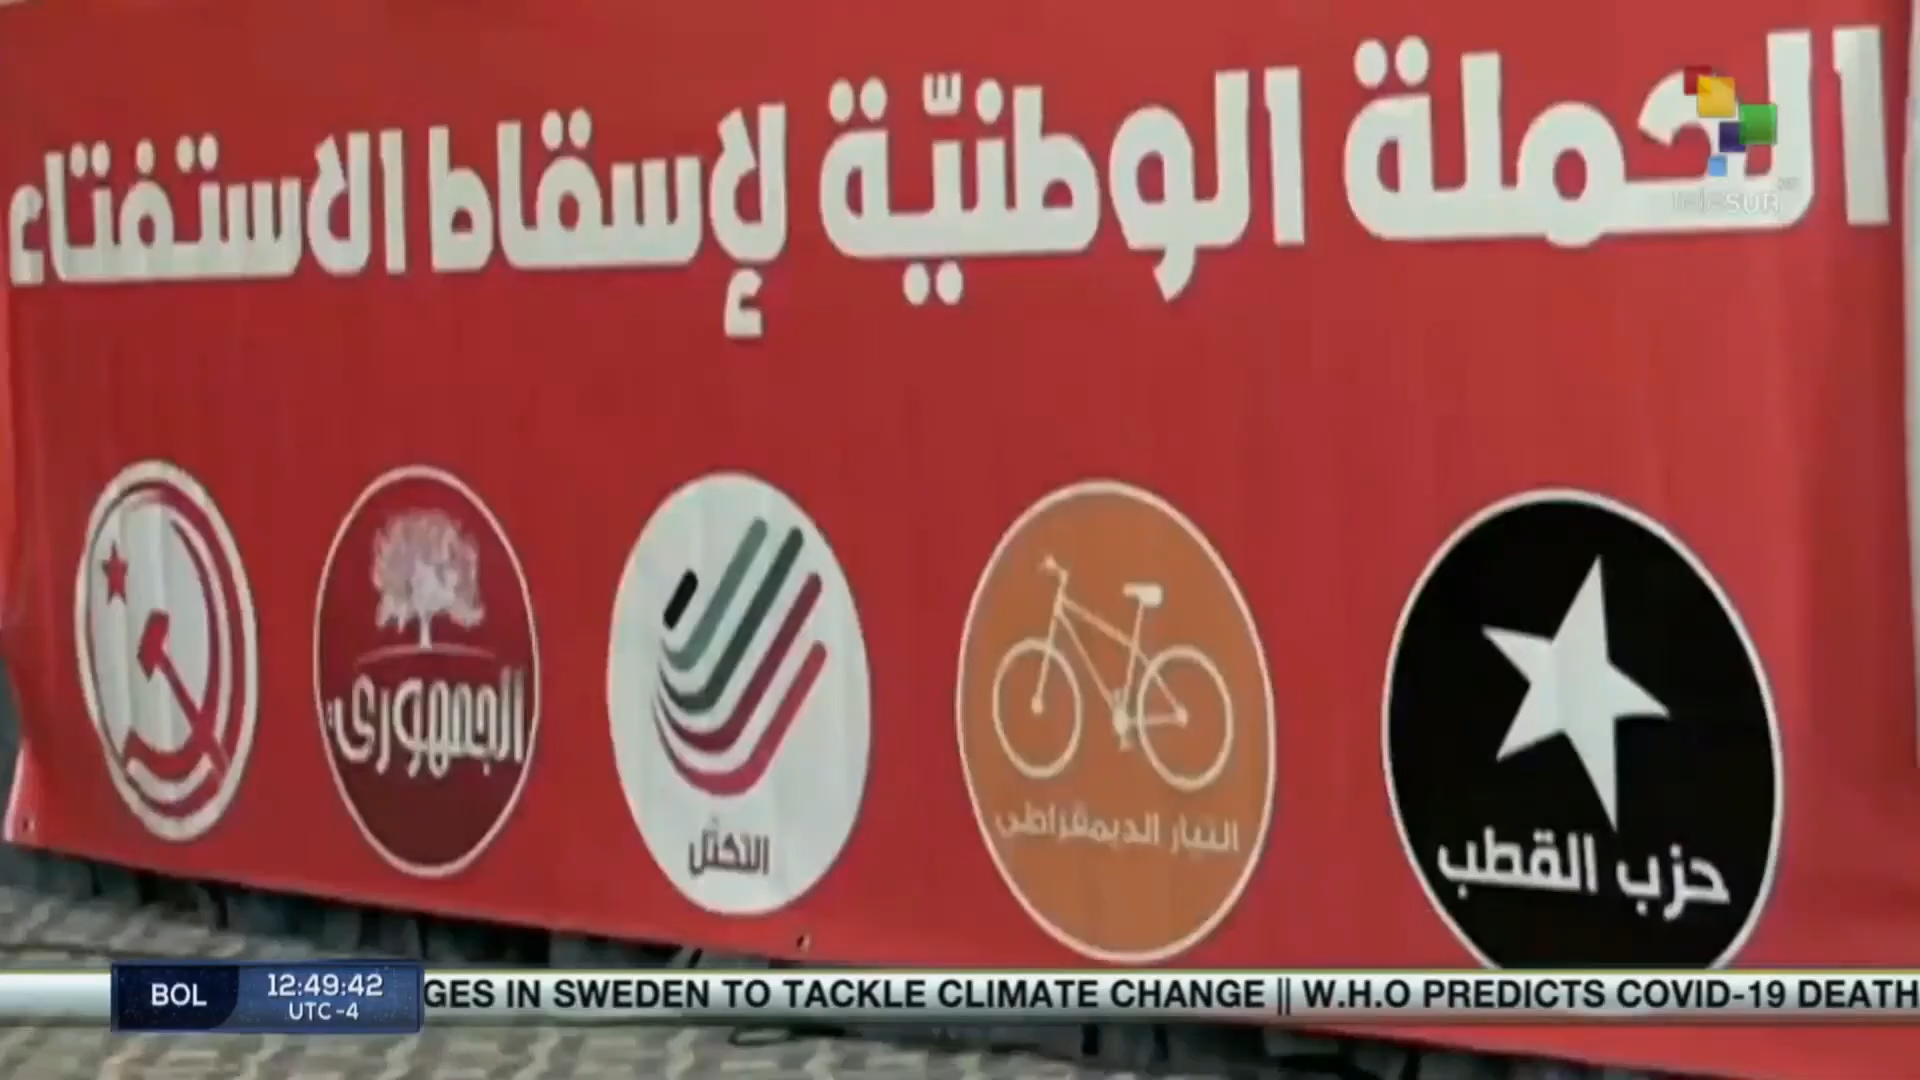 الحملة الوطنيّة لإسقاط الاستفتاء
teleSUR
الجمهوري
التكتل
التيار الديمقراطي
حزب القطب
BOL
12:49:42
UTC-4
GES IN SWEDEN TO TACKLE CLIMATE CHANGE || W.H.O PREDICTS COVID-19 DEATH